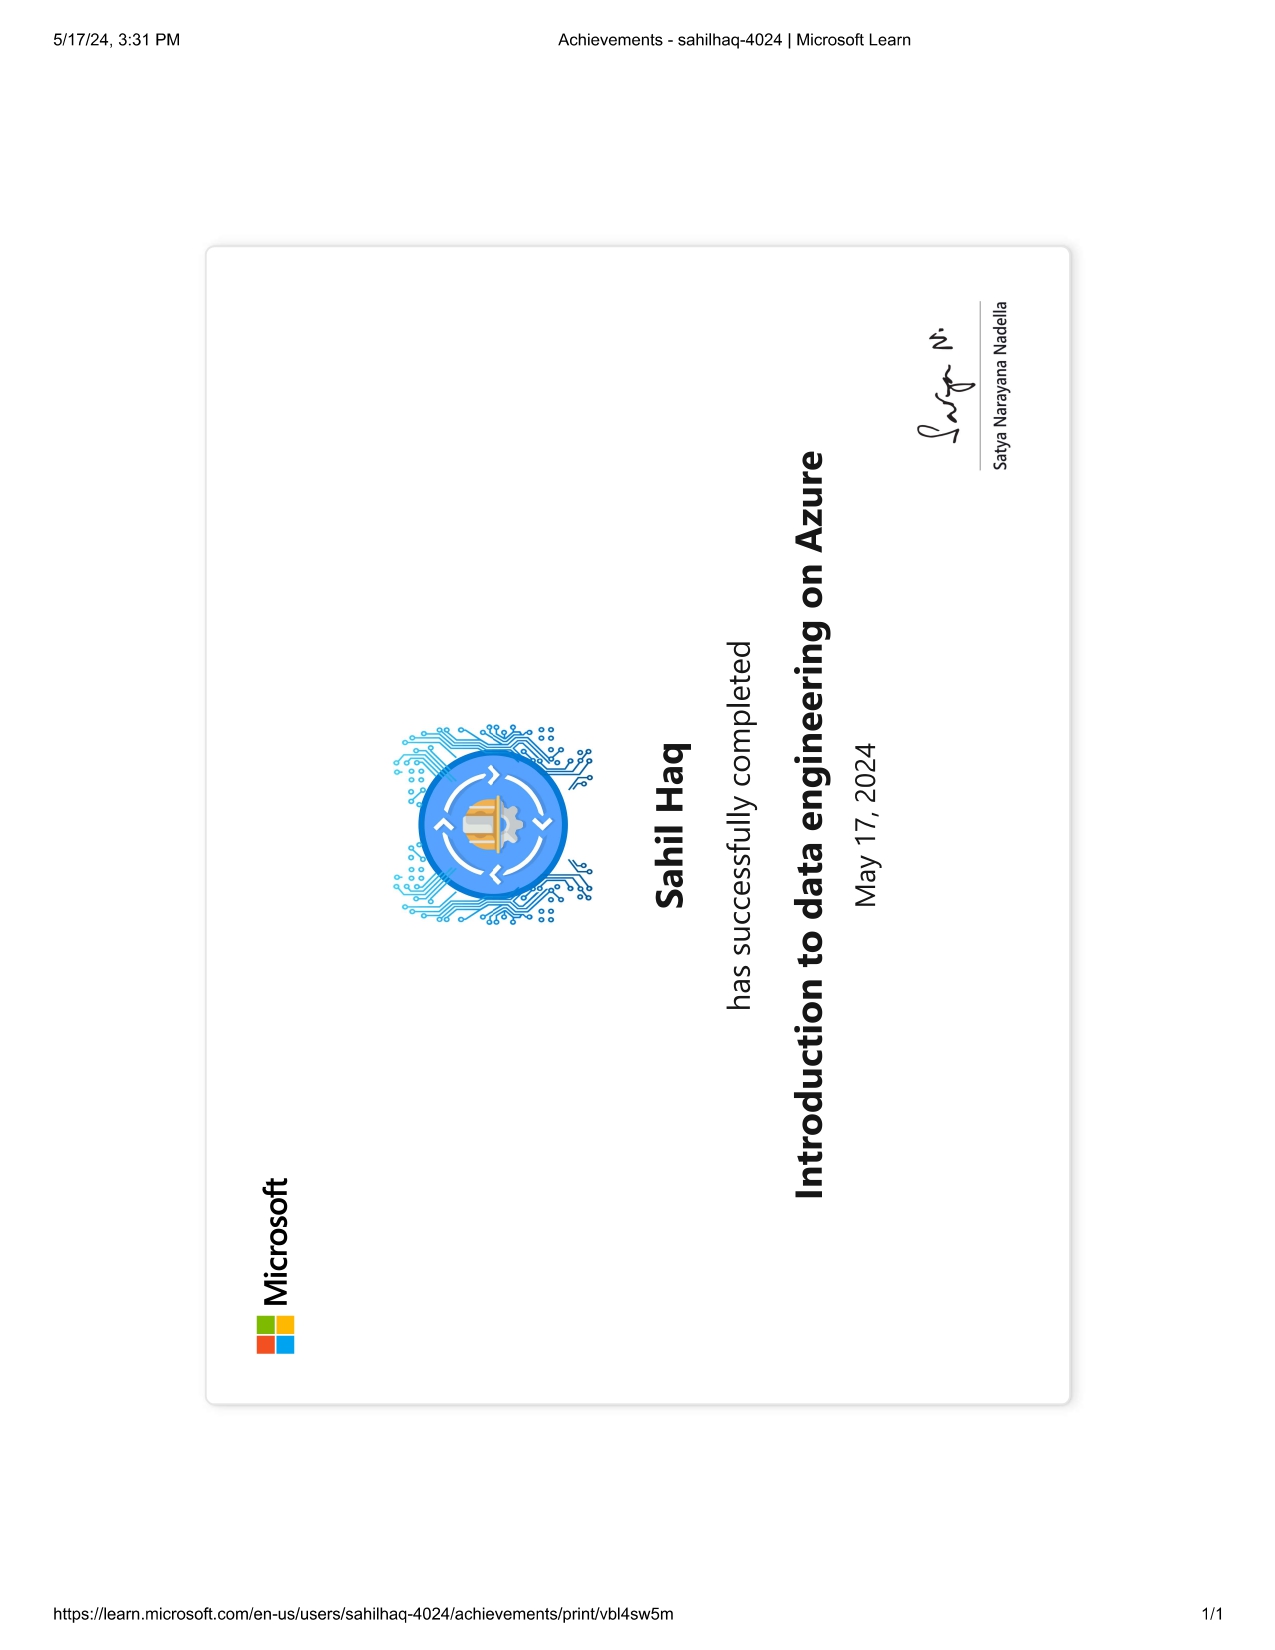 5/17/24, 3:31 PM
Achievements - sahilhaq-4024 | Microsoft Learn
Microsoft
Sahil Haq
has successfully completed
Introduction to data engineering on Azure
May 17, 2024
Satya N.
Satya Narayana Nadella
https://learn.microsoft.com/en-us/users/sahilhaq-4024/achievements/print/vbl4sw5m
1/1